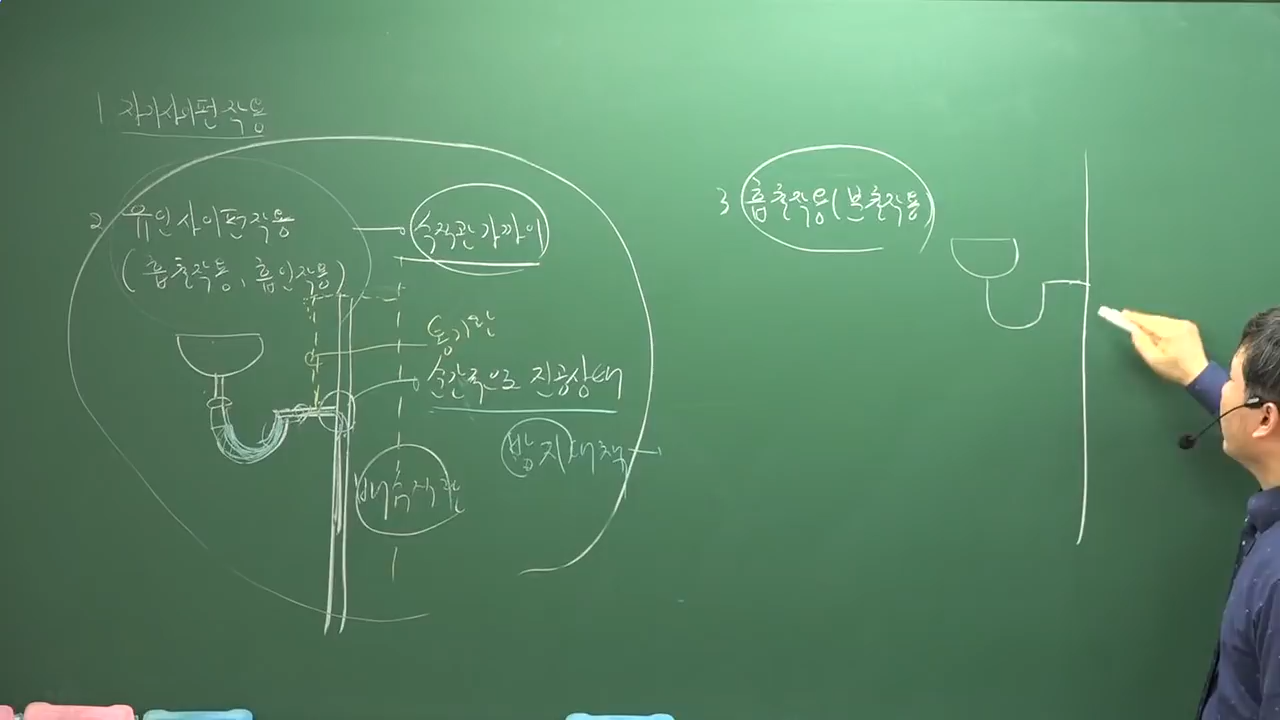 1 자기사이펀작용
2 유인사이펀작용
(흡출작용, 흡인작용)
수직관 가까이
통기관
순간적으로 진공상태
방지대책
배수수직관
3 흡출작용(분출작용)